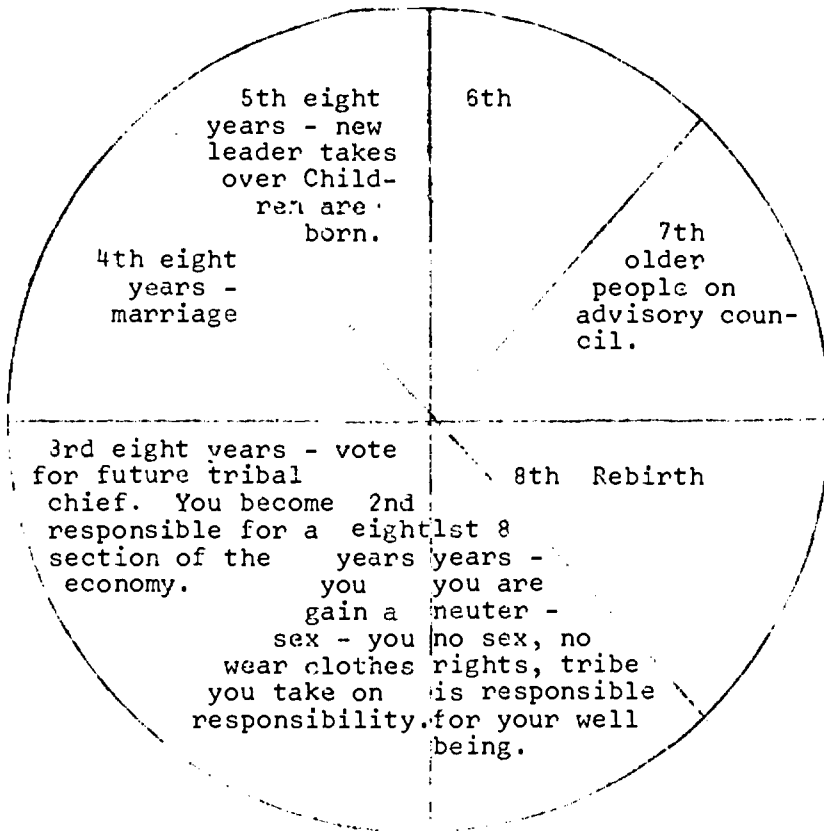 5th eight
years - new
leader takes
over Child-
ren are
born.
6th
7th
older
people on
advisory coun-
cil.
4th eight
years -
marriage
3rd eight years - vote
for future tribal
chief. You become
responsible for a
section of the
economy.
2nd
eight
years
you
gain a
sex - you
wear clothes
you take on
responsibility.
1st 8
years -
you are
neuter -
no sex, no
rights, tribe
is responsible
for your well
being.
8th Rebirth